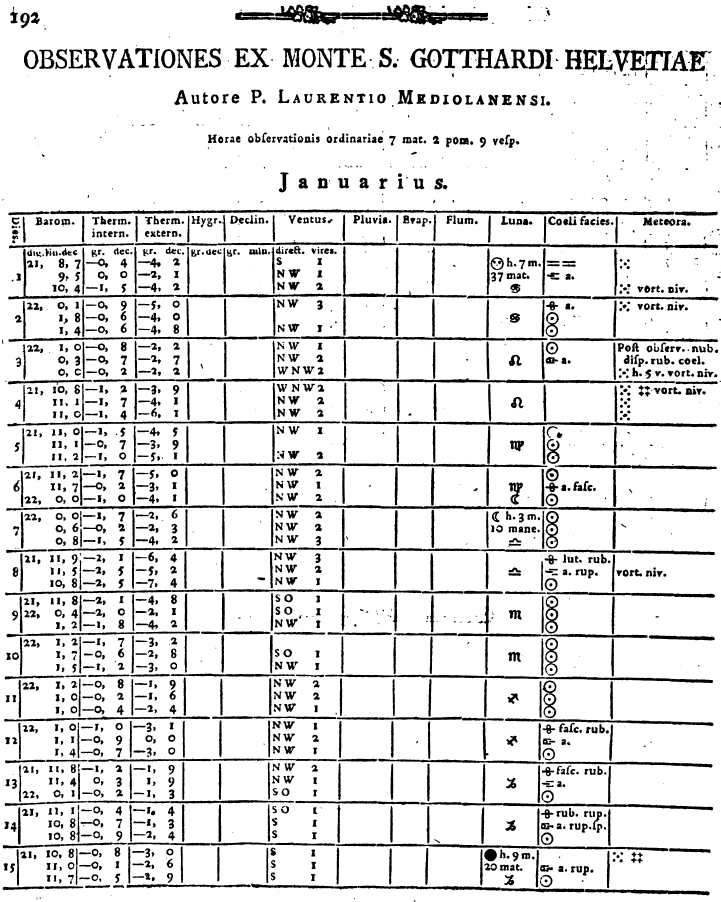 192
OBSERVATIONES EX MONTE S. GOTTHARDI HELVETIAE
Autore P. LAURENTIO MEDIOLANENSI.
Horae obſervationis ordinariae 7 mat. 2 pom. 9 veſp.
Januarius.
Dies. Barom. Therm. intern. Therm. extern. Hygr. Declin. Ventus. Pluvia. Evap. Flum. Luna. Coeli facies. Meteora.
dig. lin. dec gr. dec. gr. dec. gr. dec gr. min. direct. vires.
21, 8, 7 —0, 4 —4, 2 S 1 h. 7 m. ==
1 9, 5 0, 0 —2, 1 NW 1 37 mat. a.
10, 4 —1, 5 —4, 2 NW 2 ♋ vort. niv.
22, 0, 1 —0, 9 —5, 0 NW 3 a. vort. niv.
2 1, 8 —0, 6 —4, 0 ♋ ☉
1, 4 —0, 6 —4, 8 NW 1 ☉
22, 1, 0 —0, 8 —2, 2 NW 1 ☉ Poſt obſerv. nub.
3 0, 3 —0, 7 —2, 7 NW 2 ♌ a. diſp. rub. coel.
0, 0 —0, 2 —2, 2 WNW 2 h. 5 v. vort. niv.
21, 10, 8 —1, 2 —3, 9 WNW 2 vort. niv.
4 11, 1 —1, 7 —4, 1 NW 2 ♌
11, 0 —1, 4 —6, 1 NW 2
21, 11, 0 —1, 5 —4, 5 NW 1
5 11, 1 —0, 7 —3, 9 ♍ ☉
11, 2 —1, 0 —5, 1 NW 2 ☉
21, 11, 2 —1, 7 —5, 0 NW 2 ☉
6 11, 7 —0, 2 —3, 1 NW 1 ♍ a. faſc.
22, 0, 0 —1, 0 —4, 1 NW 2 ☾ ☉
22, 0, 0 —1, 7 —2, 6 NW 2 ☾ h. 3 m. ☉
7 0, 6 —0, 2 —2, 3 NW 2 10 mane. ☉
0, 8 —1, 5 —4, 2 NW 3 ♎ ☉
21, 11, 9 —2, 1 —6, 4 NW 3 lut. rub.
8 11, 5 —2, 5 —5, 2 NW 2 ♎ a. rup. vort. niv.
10, 8 —2, 5 —7, 4 NW 1 ☉
21, 11, 8 —2, 1 —4, 8 SO 1 ☉
9 22, 0, 4 —2, 0 —2, 1 SO 1 ♏ ☉
1, 2 —1, 8 —4, 2 NW 1 ☉
22, 1, 2 —1, 7 —3, 2 ☉
10 1, 7 —0, 6 —2, 8 SO 1 ♏ ☉
1, 5 —1, 2 —3, 0 NW 1 ☉
22, 1, 2 —0, 8 —1, 9 NW 2 ☉
11 1, 0 —0, 2 —1, 6 NW 2 ♐ ☉
1, 0 —0, 4 —2, 4 NW 1 ☉
22, 1, 0 —1, 0 —3, 1 NW 1 faſc. rub.
12 1, 1 —0, 9 0, 0 NW 2 ♐ a.
1, 4 —0, 7 —3, 0 NW 1 ☉
21, 11, 8 —1, 2 —1, 9 NW 2 faſc. rub.
13 11, 4 0, 3 1, 9 NW 1 ♑ a.
22, 0, 1 —0, 2 —1, 3 SO 1 ☉
21, 11, 1 —0, 4 —1, 4 SO 1 rub. rup.
14 10, 8 —0, 7 —1, 3 S 1 ♑ a. rup. ſp.
10, 8 —0, 9 —2, 4 S 1 ☉
21, 10, 8 —0, 8 —3, 0 S 1 ● h. 9 m.
15 11, 0 —0, 1 —2, 6 S 1 20 mat. a. rup.
11, 7 —0, 5 —2, 9 S 1 ♑ ☉